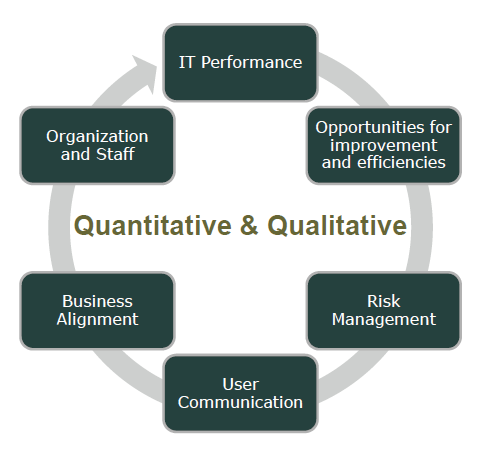 IT Performance
Opportunities for
improvement
and efficiencies
Organization
and Staff
Quantitative & Qualitative
Business
Alignment
Risk
Management
User
Communication